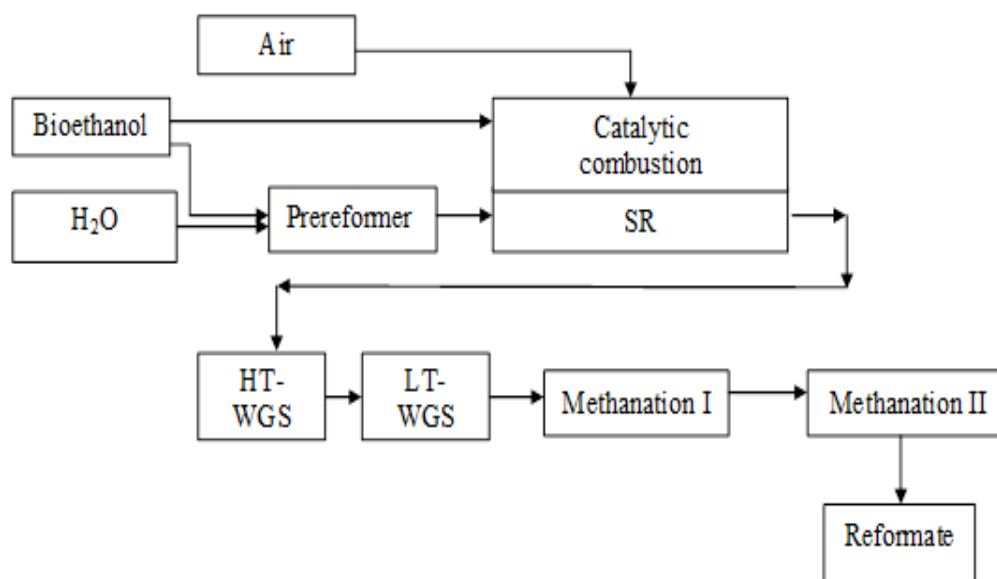 Air
Bioethanol
Catalytic
combustion
H₂O
Prereformer
SR
HT-
WGS
LT-
WGS
Methanation I
Methanation II
Reformate